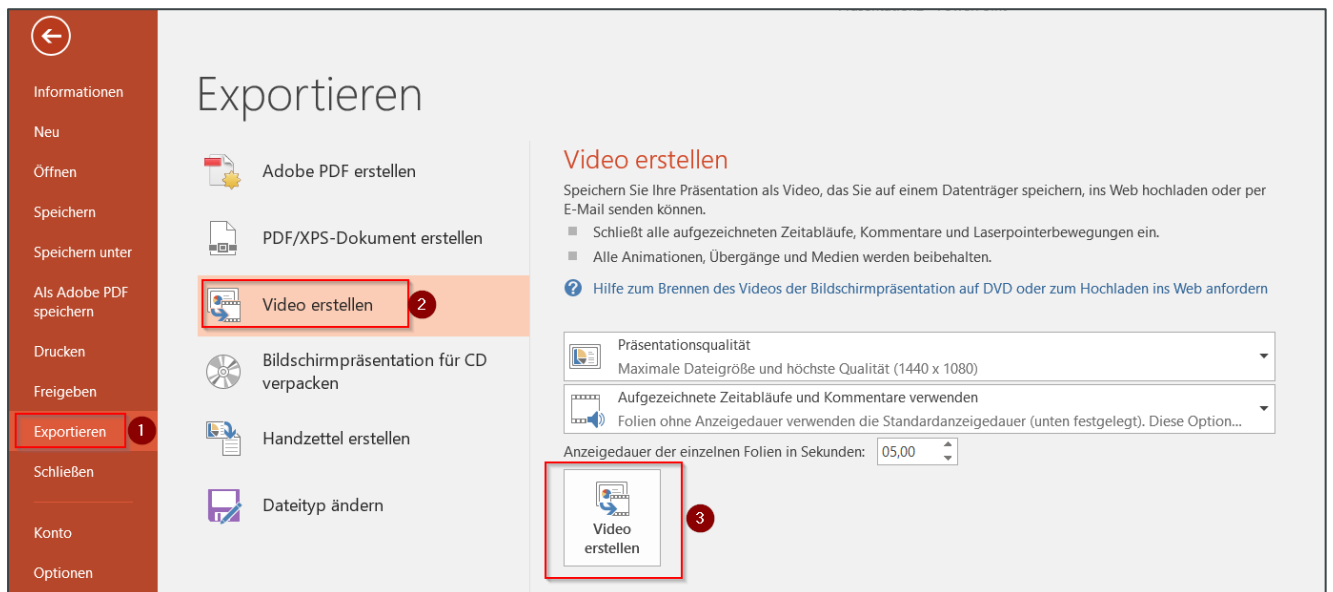 Informationen
Neu
Öffnen
Speichern
Speichern unter
Als Adobe PDF
speichern
Drucken
Freigeben
Exportieren 1
Schließen
Konto
Optionen
Exportieren
Adobe PDF erstellen
PDF/XPS-Dokument erstellen
Video erstellen 2
Bildschirmpräsentation für CD
verpacken
Handzettel erstellen
Dateityp ändern
Video erstellen
Speichern Sie Ihre Präsentation als Video, das Sie auf einem Datenträger speichern, ins Web hochladen oder per
E-Mail senden können.
Schließt alle aufgezeichneten Zeitabläufe, Kommentare und Laserpointerbewegungen ein.
Alle Animationen, Übergänge und Medien werden beibehalten.
Hilfe zum Brennen des Videos der Bildschirmpräsentation auf DVD oder zum Hochladen ins Web anfordern
Präsentationsqualität
Maximale Dateigröße und höchste Qualität (1440 x 1080)
Aufgezeichnete Zeitabläufe und Kommentare verwenden
Folien ohne Anzeigedauer verwenden die Standardanzeigedauer (unten festgelegt). Diese Option...
Anzeigedauer der einzelnen Folien in Sekunden: 05,00
Video
erstellen
3